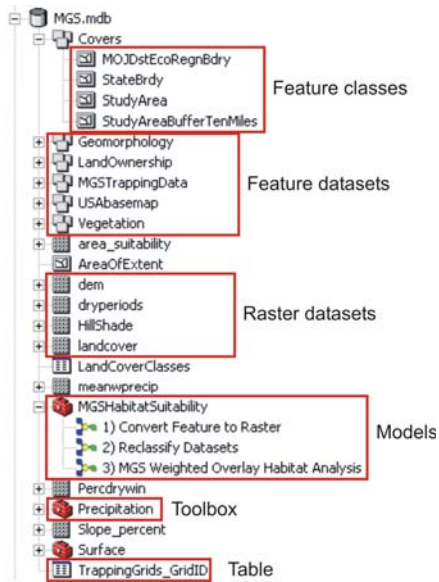 MGS.mdb
Covers
MOJDstEcoRegnBdry
StateBrdy
StudyArea
StudyAreaBufferTenMiles
Feature classes
Geomorphology
LandOwnership
MGSTrappingData
USAbasemap
Vegetation
Feature datasets
area_suitability
AreaOfExtent
dem
dryperiods
HillShade
landcover
Raster datasets
LandCoverClasses
meanwprecip
MGSHabitatSuitability
1) Convert Feature to Raster
2) Reclassify Datasets
3) MGS Weighted Overlay Habitat Analysis
Models
Percdrywin
Precipitation
Toolbox
Slope_percent
Surface
TrappingGrids_GridID
Table